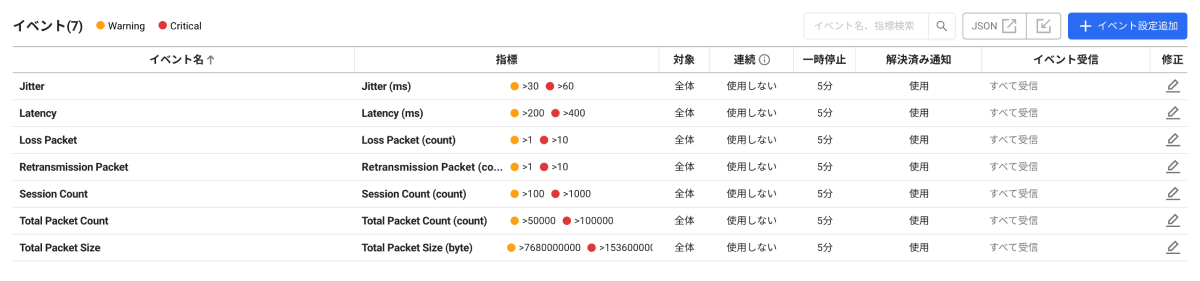 イベント(7) Warning Critical イベント名、指標検索 JSON イベント設定追加
イベント名 指標 対象 連続 一時停止 解決済み通知 イベント受信 修正
Jitter Jitter (ms) >30 >60 全体 使用しない 5分 使用 すべて受信
Latency Latency (ms) >200 >400 全体 使用しない 5分 使用 すべて受信
Loss Packet Loss Packet (count) >1 >10 全体 使用しない 5分 使用 すべて受信
Retransmission Packet Retransmission Packet (co... >1 >10 全体 使用しない 5分 使用 すべて受信
Session Count Session Count (count) >100 >1000 全体 使用しない 5分 使用 すべて受信
Total Packet Count Total Packet Count (count) >50000 >100000 全体 使用しない 5分 使用 すべて受信
Total Packet Size Total Packet Size (byte) >7680000000 >153600000 全体 使用しない 5分 使用 すべて受信